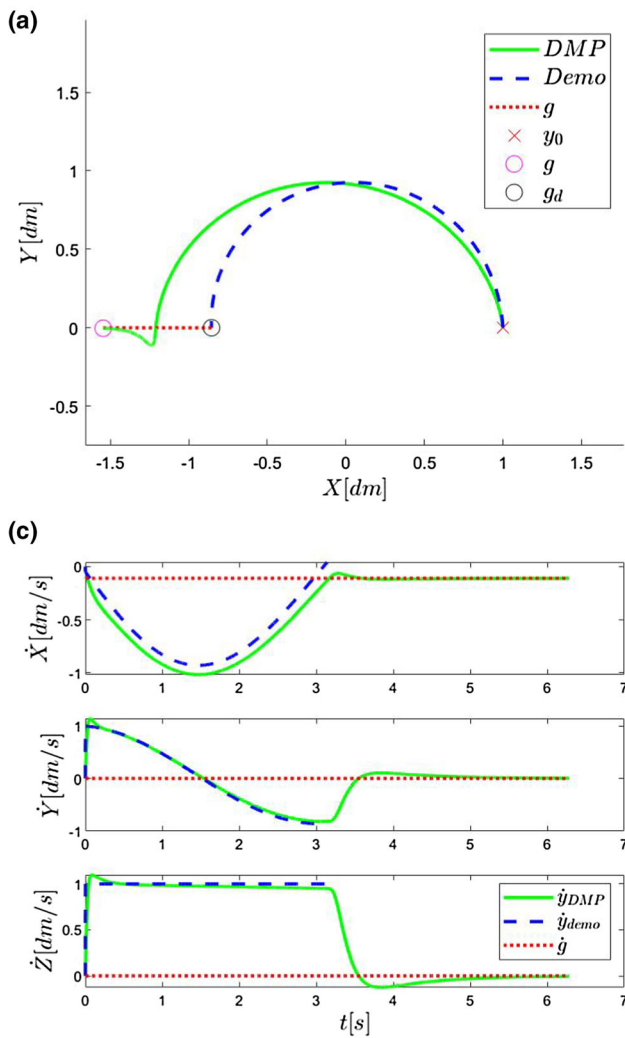 (a)
DMP
Demo
g
y₀
g
g_d
Y[dm]
1.5
1
0.5
0
-0.5
-1.5 -1 -0.5 0 0.5 1 1.5
X[dm]
(c)
Ẋ[dm/s]
0
-0.5
-1
0 1 2 3 4 5 6 7
Ẏ[dm/s]
1
0
-1
0 1 2 3 4 5 6 7
Ż[dm/s]
1
0.5
0
ẏ_DMP
ẏ_demo
ġ
0 1 2 3 4 5 6 7
t[s]